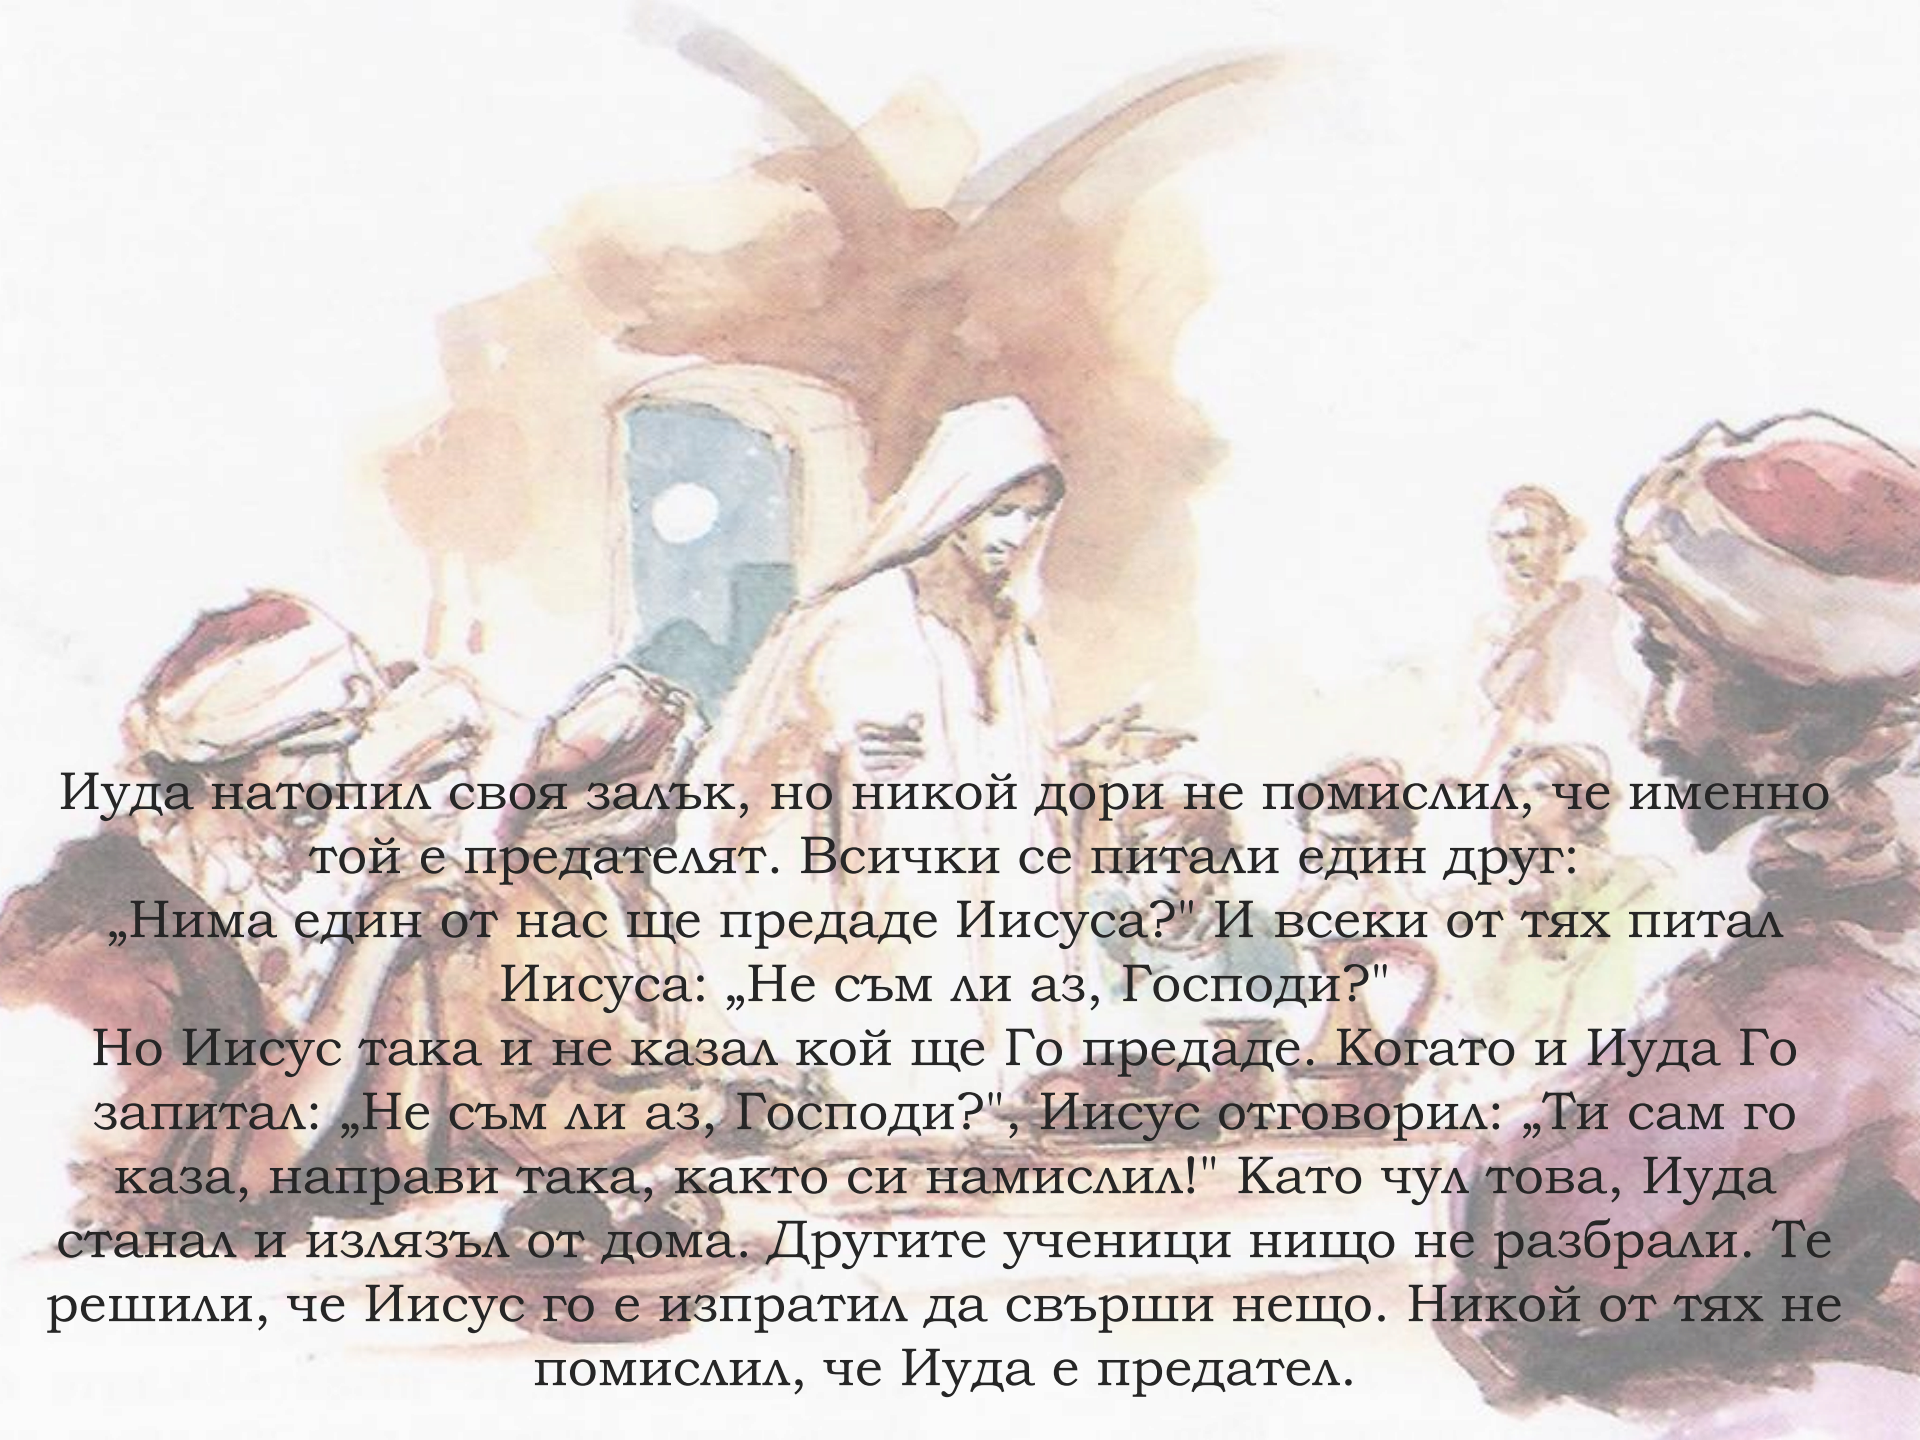 Иуда натопил своя залък, но никой дори не помислил, че именно
той е предателят. Всички се питали един друг:
„Нима един от нас ще предаде Иисуса?" И всеки от тях питал
Иисуса: „Не съм ли аз, Господи?"
Но Иисус така и не казал кой ще Го предаде. Когато и Иуда Го
запитал: „Не съм ли аз, Господи?", Иисус отговорил: „Ти сам го
каза, направи така, както си намислил!" Като чул това, Иуда
станал и излязъл от дома. Другите ученици нищо не разбрали. Те
решили, че Иисус го е изпратил да свърши нещо. Никой от тях не
помислил, че Иуда е предател.